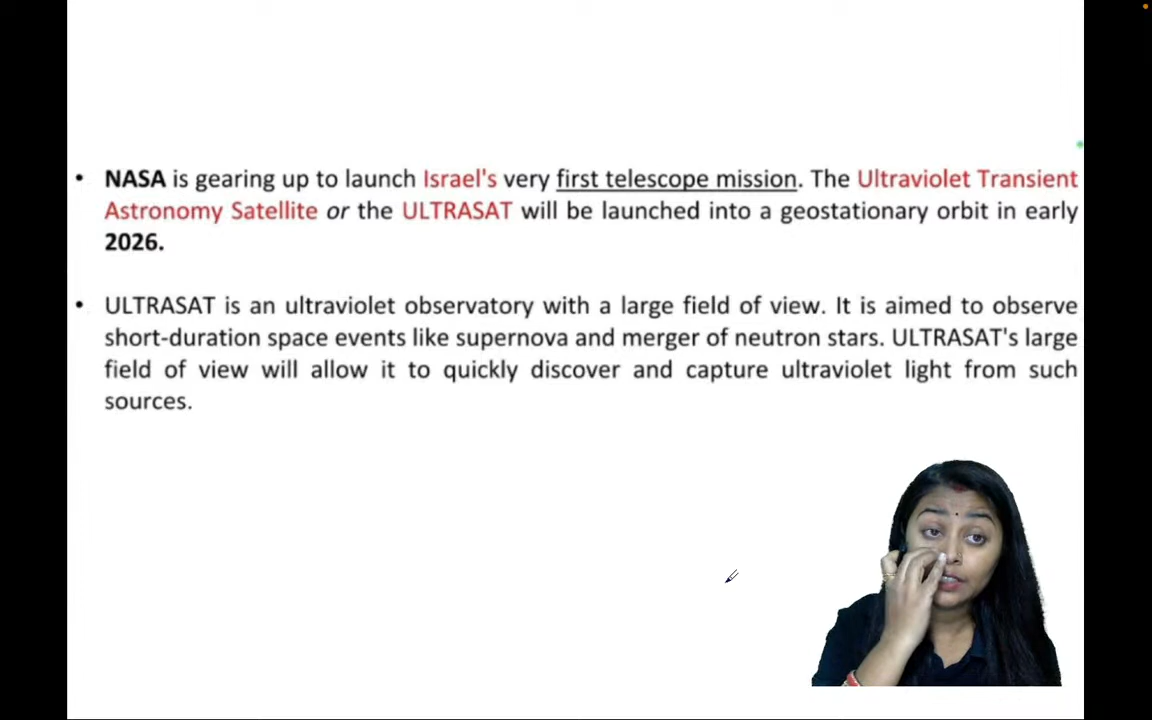 • NASA is gearing up to launch Israel's very first telescope mission. The Ultraviolet Transient
Astronomy Satellite or the ULTRASAT will be launched into a geostationary orbit in early
2026.
• ULTRASAT is an ultraviolet observatory with a large field of view. It is aimed to observe
short-duration space events like supernova and merger of neutron stars. ULTRASAT's large
field of view will allow it to quickly discover and capture ultraviolet light from such
sources.